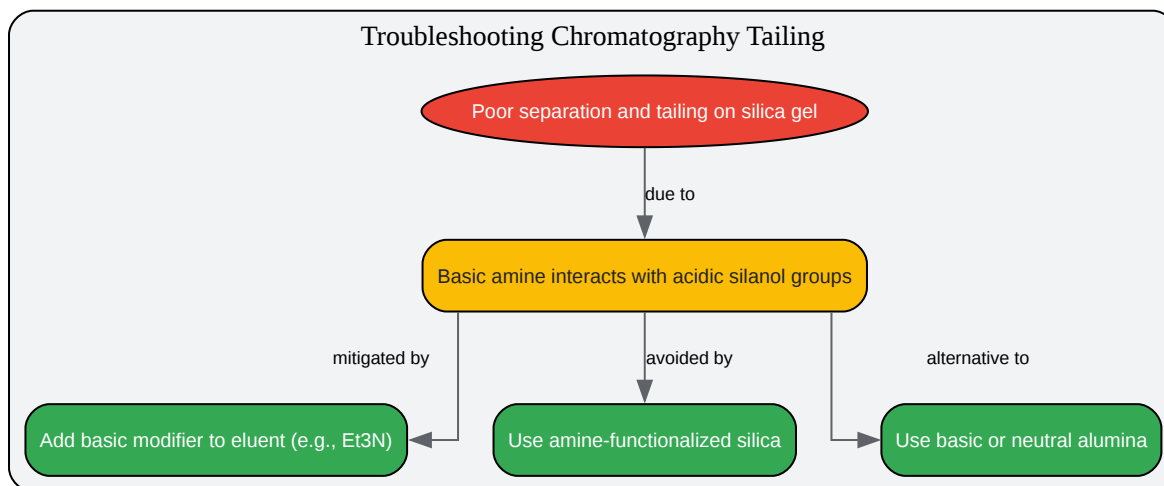 Troubleshooting Chromatography Tailing
Poor separation and tailing on silica gel
due to
Basic amine interacts with acidic silanol groups
mitigated by
avoided by
alternative to
Add basic modifier to eluent (e.g., Et3N)
Use amine-functionalized silica
Use basic or neutral alumina